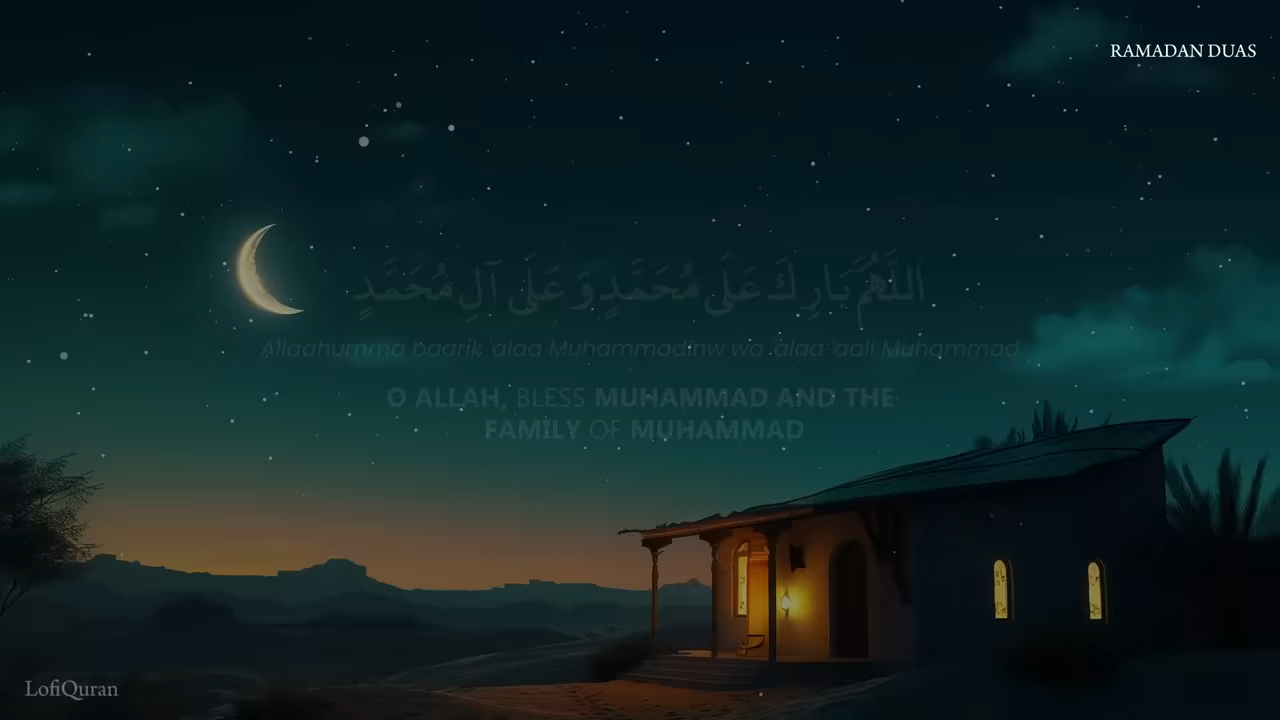 RAMADAN DUAS
اللَّهُمَّ بَارِكْ عَلَى مُحَمَّدٍ وَ عَلَى آلِ مُحَمَّدٍ
Allaahumma baarik 'alaa Muhammadinw wa 'alaa 'aali Muhammad
O ALLAH, BLESS MUHAMMAD AND THE
FAMILY OF MUHAMMAD
LofiQuran